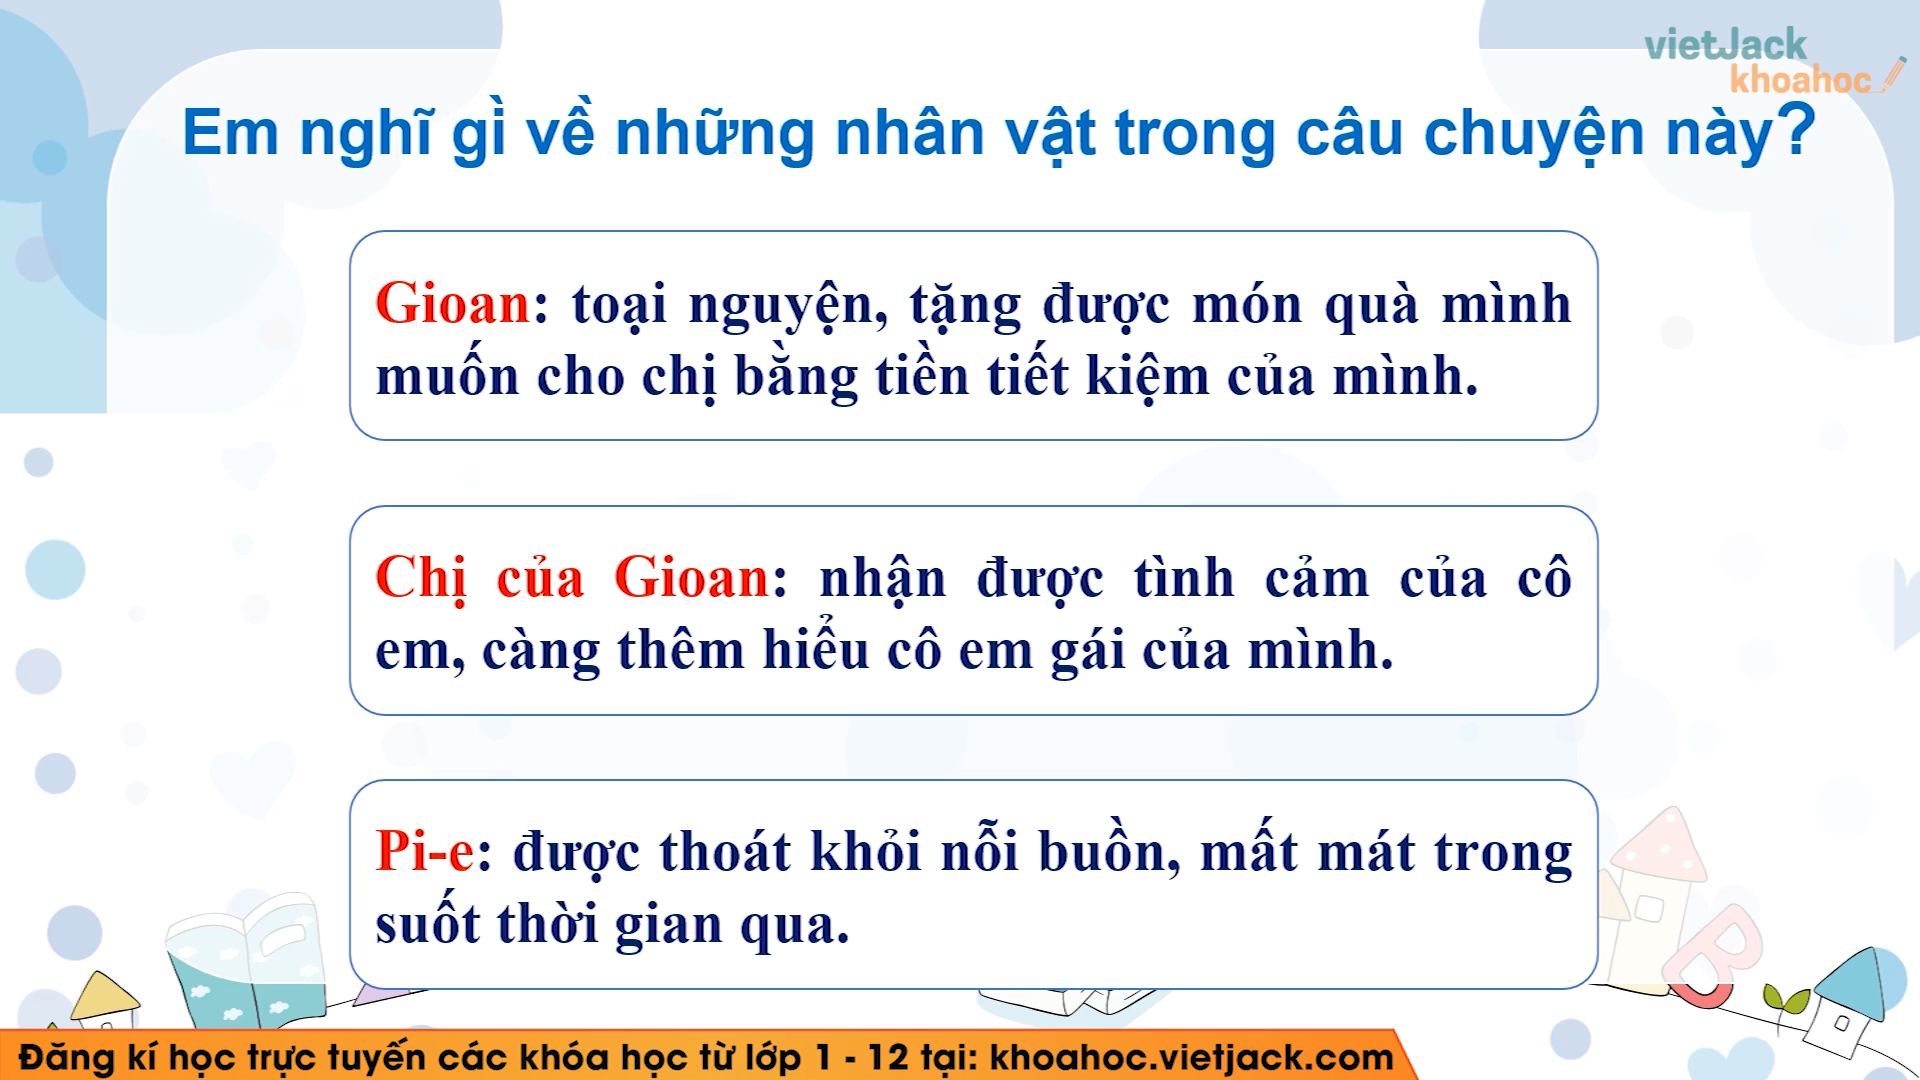 vietJack
khoahoc
Em nghĩ gì về những nhân vật trong câu chuyện này?
Gioan: toại nguyện, tặng được món quà mình
muốn cho chị bằng tiền tiết kiệm của mình.
Chị của Gioan: nhận được tình cảm của cô
em, càng thêm hiểu cô em gái của mình.
Pi-e: được thoát khỏi nỗi buồn, mất mát trong
suốt thời gian qua.
B
Đăng kí học trực tuyến các khóa học từ lớp 1 - 12 tại: khoahoc.vietjack.com